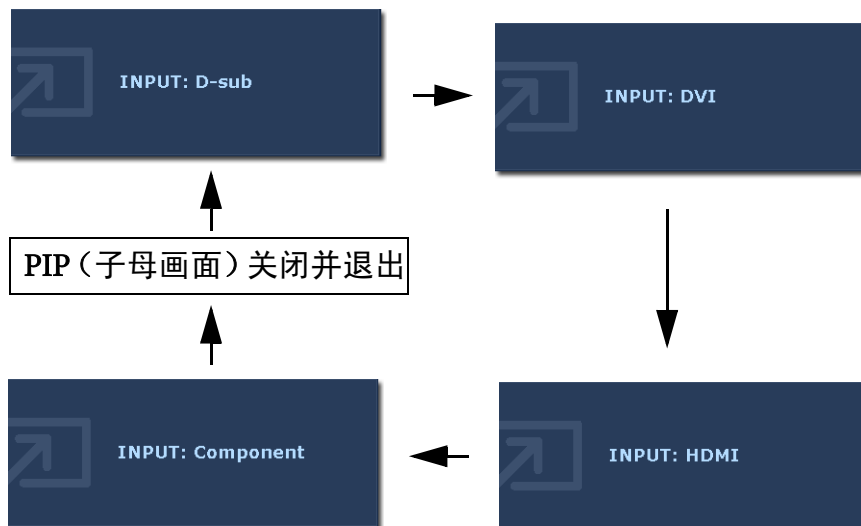 INPUT: D-sub
INPUT: DVI
PIP（子母画面）关闭并退出
INPUT: Component
INPUT: HDMI